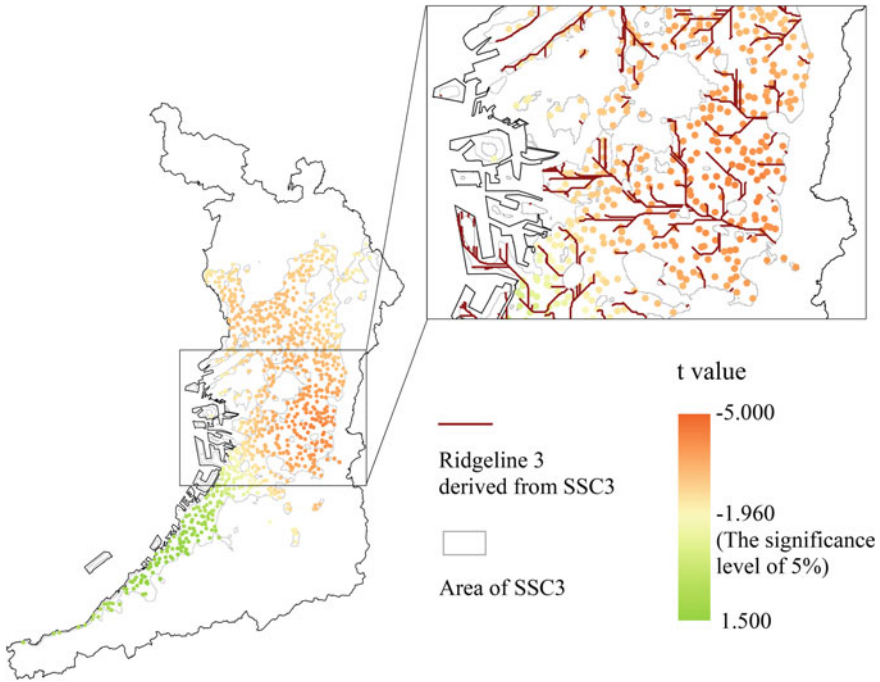 t value
-5.000
-1.960
(The significance
level of 5%)
1.500
Ridgeline 3
derived from SSC3
Area of SSC3